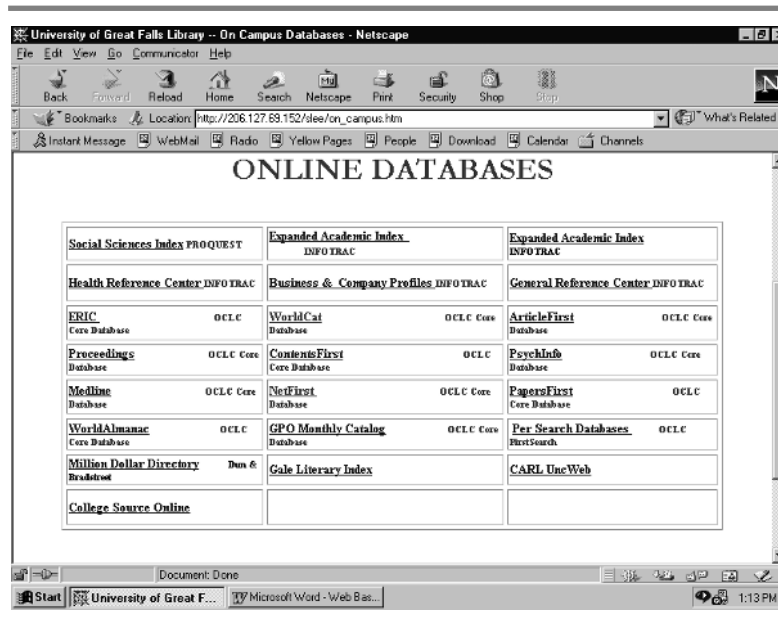 University of Great Falls Library -- On Campus Databases - Netscape
File Edit View Go Communicator Help
Back Forward Reload Home Search Netscape Print Security Shop Stop
Bookmarks Location: http://206.127.69.152/slee/on_campus.htm What's Related
Instant Message WebMail Radio Yellow Pages People Download Calendar Channels
ONLINE DATABASES
Social Sciences Index PROQUEST
Expanded Academic Index
INFOTRAC
Expanded Academic Index
INFOTRAC
Health Reference Center INFOTRAC
Business & Company Profiles INFOTRAC
General Reference Center INFOTRAC
ERIC OCLC
Core Database
WorldCat OCLC Core
Database
ArticleFirst OCLC Core
Database
Proceedings OCLC Core
Database
ContentsFirst OCLC
Core Database
PsychInfo OCLC Core
Database
Medline OCLC Core
Database
NetFirst OCLC Core
Database
PapersFirst OCLC
Core Database
WorldAlmanac OCLC
Core Database
GPO Monthly Catalog OCLC Core
Database
Per Search Databases OCLC
FirstSearch
Million Dollar Directory Dun &
Bradstreet
Gale Literary Index
CARL UncWeb
College Source Online
Document: Done
Start University of Great F... Microsoft Word - Web Bas... 1:13 PM